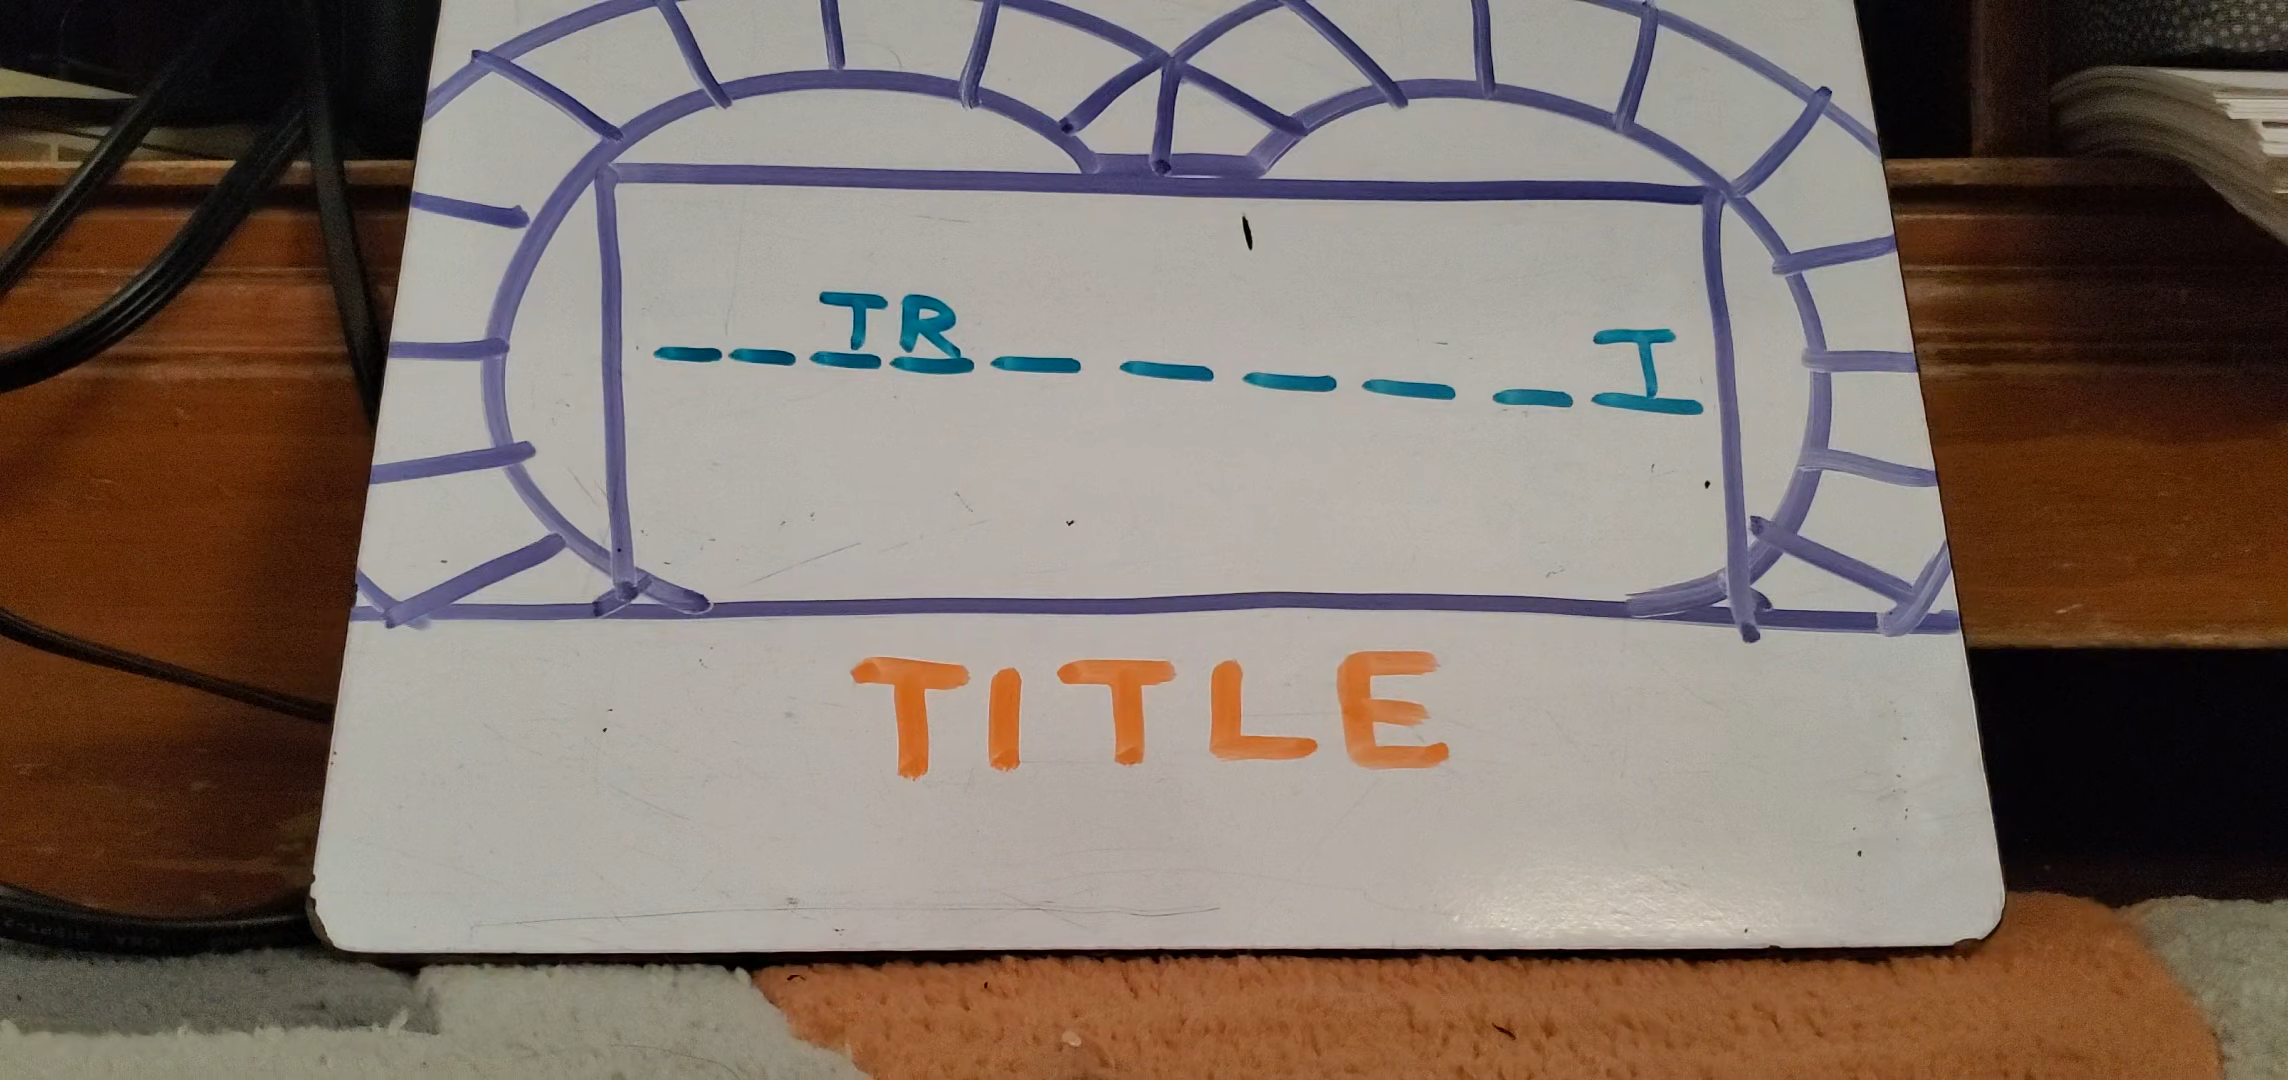 _ _ T R _ _ _ _ _ T
TITLE